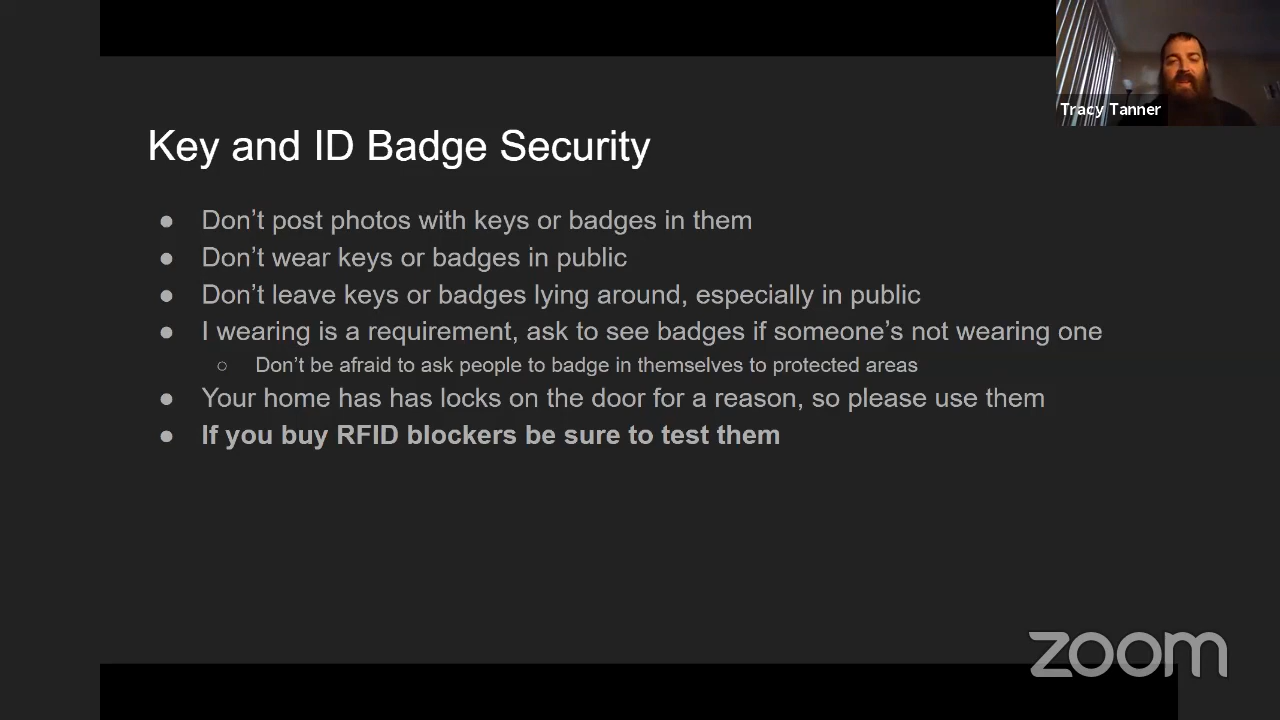 Tracy Tanner
Key and ID Badge Security
● Don’t post photos with keys or badges in them
● Don’t wear keys or badges in public
● Don’t leave keys or badges lying around, especially in public
● I wearing is a requirement, ask to see badges if someone’s not wearing one
○ Don’t be afraid to ask people to badge in themselves to protected areas
● Your home has has locks on the door for a reason, so please use them
● If you buy RFID blockers be sure to test them
zoom